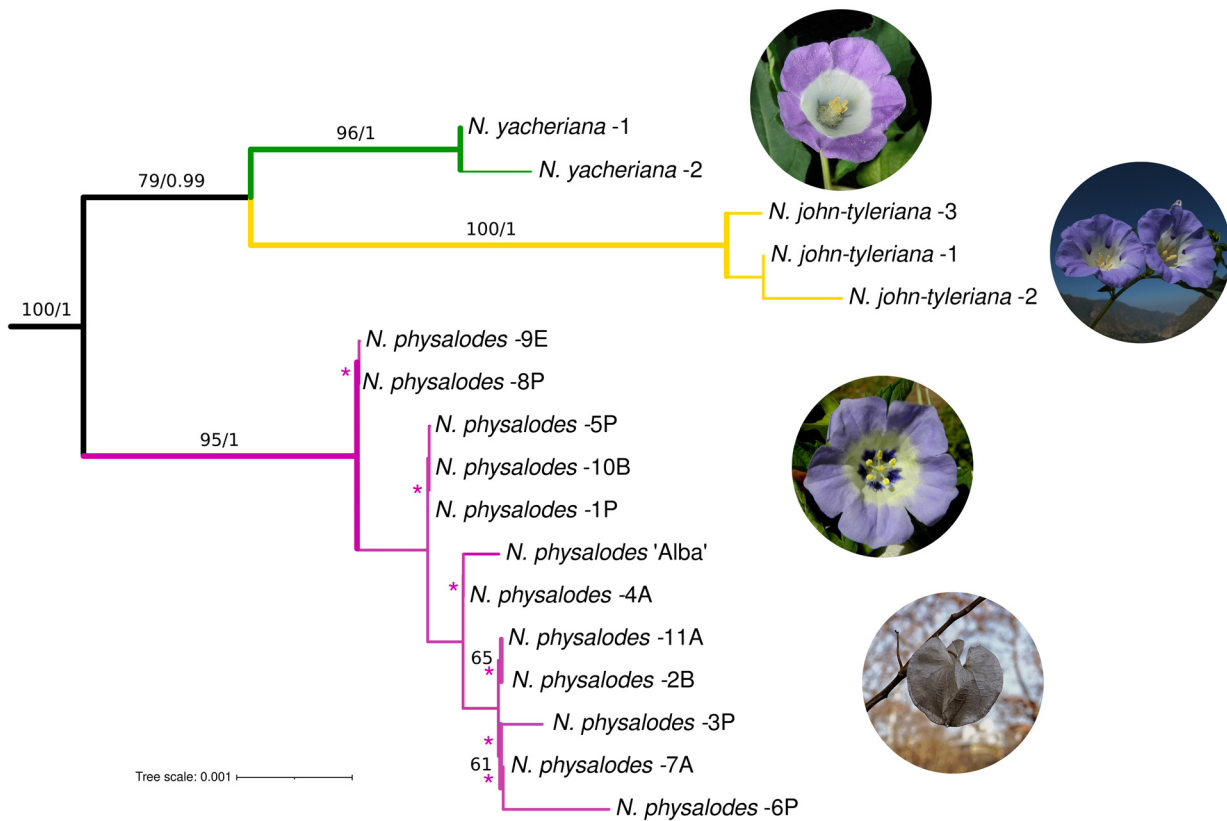 N. yacheriana -1
96/1
N. yacheriana -2
79/0.99
N. john-tyleriana -3
100/1
N. john-tyleriana -1
N. john-tyleriana -2
100/1
N. physalodes -9E
*
N. physalodes -8P
N. physalodes -5P
95/1
N. physalodes -10B
*
N. physalodes -1P
N. physalodes 'Alba'
*
N. physalodes -4A
N. physalodes -11A
65
*
N. physalodes -2B
N. physalodes -3P
*
61
N. physalodes -7A
*
Tree scale: 0.001
N. physalodes -6P